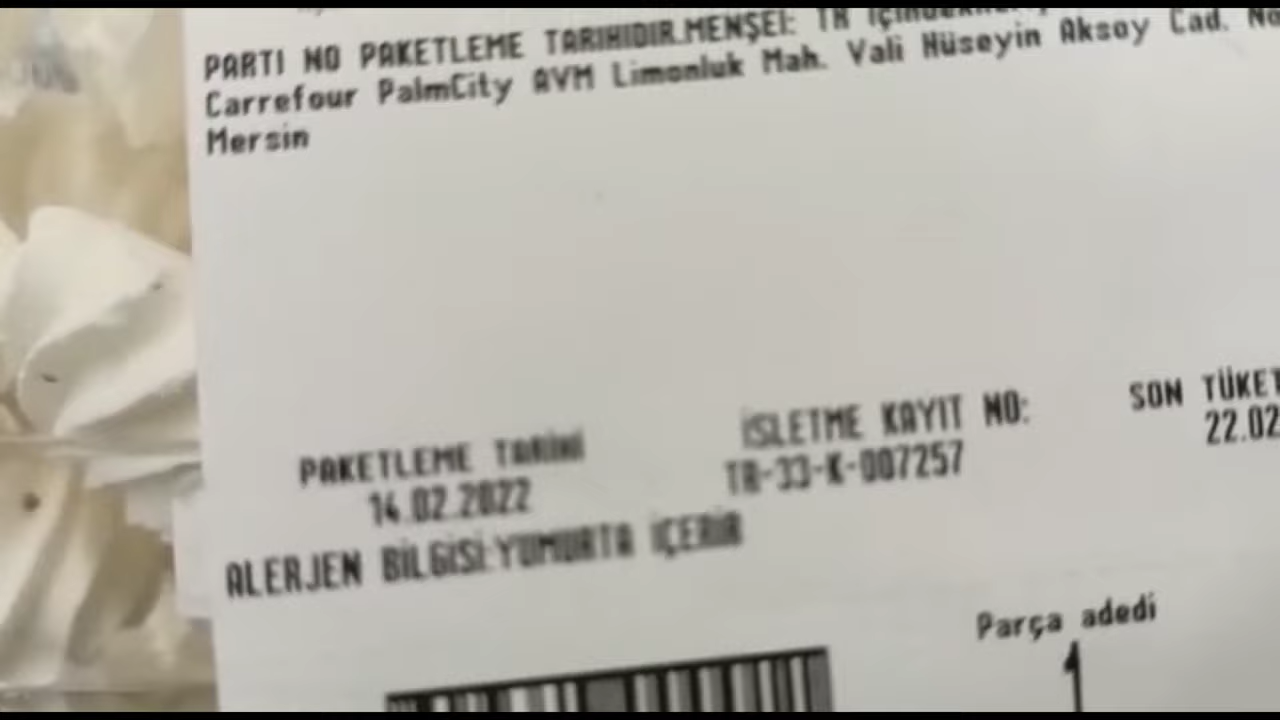 PARTI NO PAKETLEME TARIHIDIR.MENŞEİ: TR
Carrefour PalmCity AVM Limonluk Mah. Vali Hüseyin Aksoy Cad. No
Mersin
SON TÜKET
İŞLETME KAYIT NO:
22.02
PAKETLEME TARİHİ
TR-33-K-007257
14.02.2022
ALERJEN BİLGİSİ:YUMURTA İÇERİR
Parça adedi
1